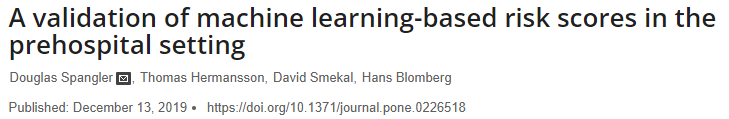 A validation of machine learning-based risk scores in the
prehospital setting
Douglas Spangler, Thomas Hermansson, David Smekal, Hans Blomberg
Published: December 13, 2019 • https://doi.org/10.1371/journal.pone.0226518